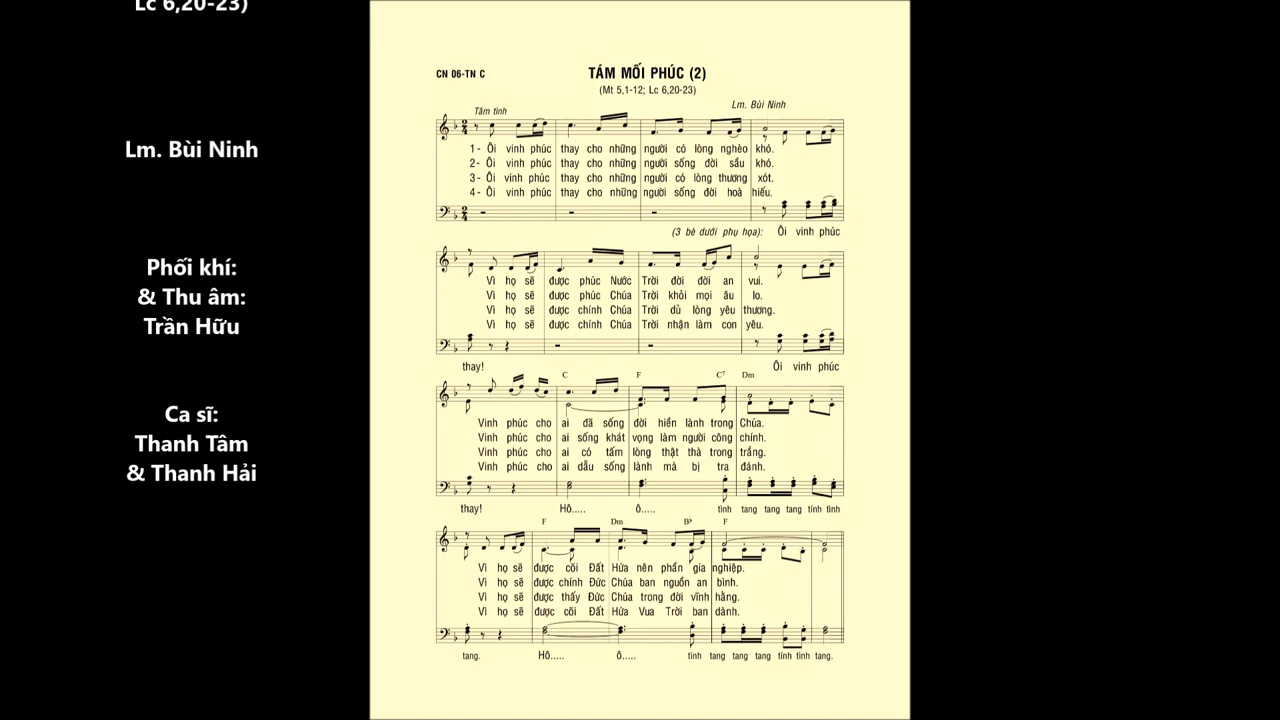 Lc 6,20-23)
Lm. Bùi Ninh
Phối khí:
& Thu âm:
Trần Hữu
Ca sĩ:
Thanh Tâm
& Thanh Hải
CN 06-TN C
TÁM MỐI PHÚC (2)
(Mt 5,1-12; Lc 6,20-23)
Lm. Bùi Ninh
Tâm tình
1- Ôi vinh phúc thay cho những người có lòng nghèo khó.
2- Ôi vinh phúc thay cho những người sống đời sầu khó.
3- Ôi vinh phúc thay cho những người có lòng thương xót.
4- Ôi vinh phúc thay cho những người sống đời hoà hiếu.
(3 bè dưới phụ họa): Ôi vinh phúc
Vì họ sẽ được phúc Nước Trời đời đời an vui.
Vì họ sẽ được phúc Chúa Trời khỏi mọi âu lo.
Vì họ sẽ được chính Chúa Trời dủ lòng yêu thương.
Vì họ sẽ được chính Chúa Trời nhận làm con yêu.
thay! Ôi vinh phúc
C F C7 Dm
Vinh phúc cho ai đã sống đời hiền lành trong Chúa.
Vinh phúc cho ai sống khát vọng làm người công chính.
Vinh phúc cho ai có tấm lòng thật thà trong trắng.
Vinh phúc cho ai dẫu sống lành mà bị tra đánh.
thay! Hô..... ô..... tình tang tang tang tính tình
F Dm Bb F
Vì họ sẽ được cõi Đất Hứa nên phần gia nghiệp.
Vì họ sẽ được chính Đức Chúa ban nguồn an bình.
Vì họ sẽ được thấy Đức Chúa trong đời vĩnh hằng.
Vì họ sẽ được cõi Đất Hứa Vua Trời ban dành.
tang. Hô..... ô..... tình tang tang tang tính tình tang.